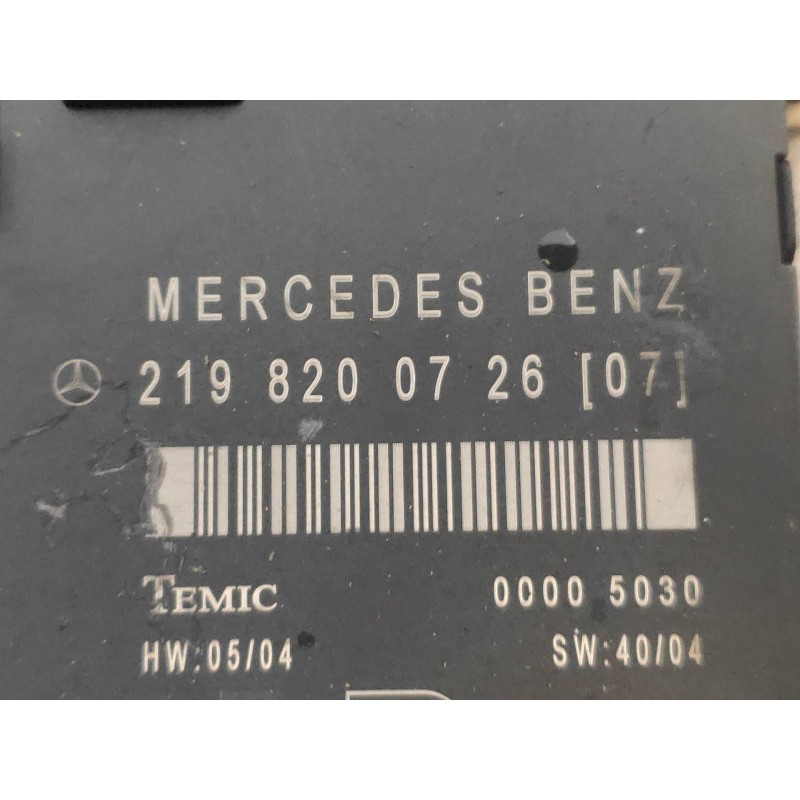 MERCEDES BENZ
219 820 07 26 [07]
TEMIC 0000 5030
HW:05/04 SW:40/04